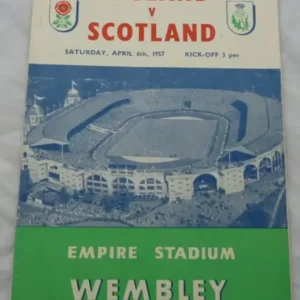 v
SCOTLAND
SATURDAY, APRIL 6th, 1957 KICK-OFF 3 pm
EMPIRE STADIUM
WEMBLEY